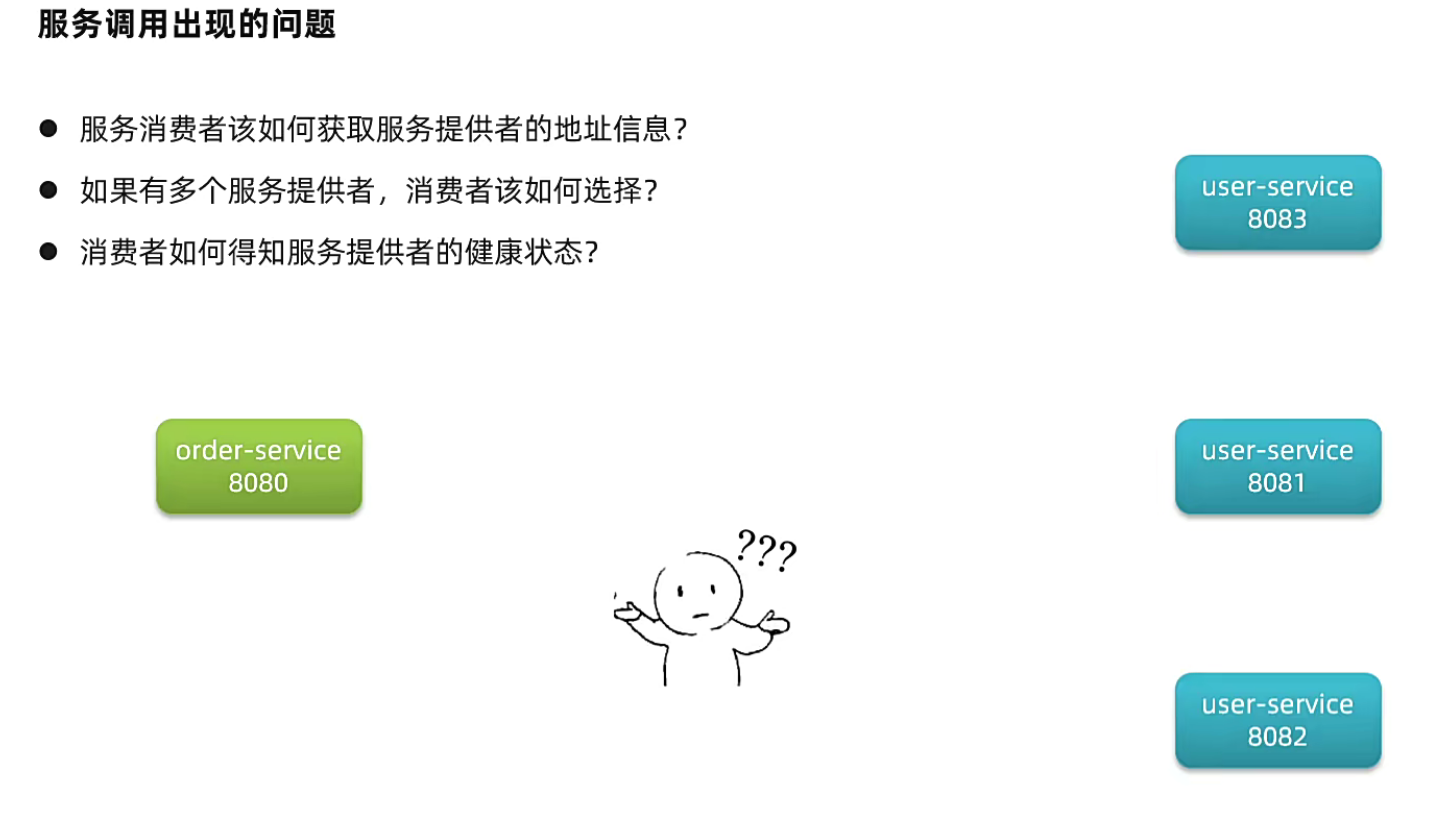 服务调用出现的问题
服务消费者该如何获取服务提供者的地址信息？
如果有多个服务提供者，消费者该如何选择？
消费者如何得知服务提供者的健康状态？
user-service
8083
order-service
8080
user-service
8081
???
user-service
8082